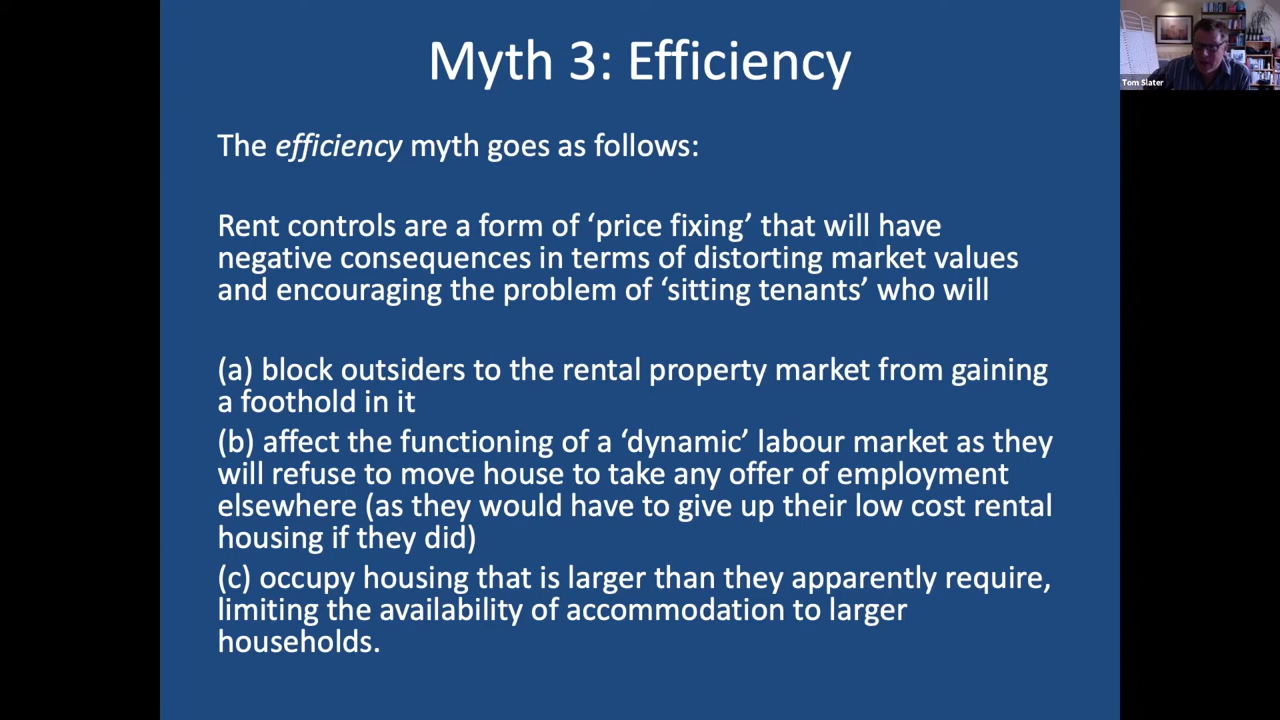 Myth 3: Efficiency
Tom Slater
The efficiency myth goes as follows:
Rent controls are a form of ‘price fixing’ that will have
negative consequences in terms of distorting market values
and encouraging the problem of ‘sitting tenants’ who will
(a) block outsiders to the rental property market from gaining
a foothold in it
(b) affect the functioning of a ‘dynamic’ labour market as they
will refuse to move house to take any offer of employment
elsewhere (as they would have to give up their low cost rental
housing if they did)
(c) occupy housing that is larger than they apparently require,
limiting the availability of accommodation to larger
households.